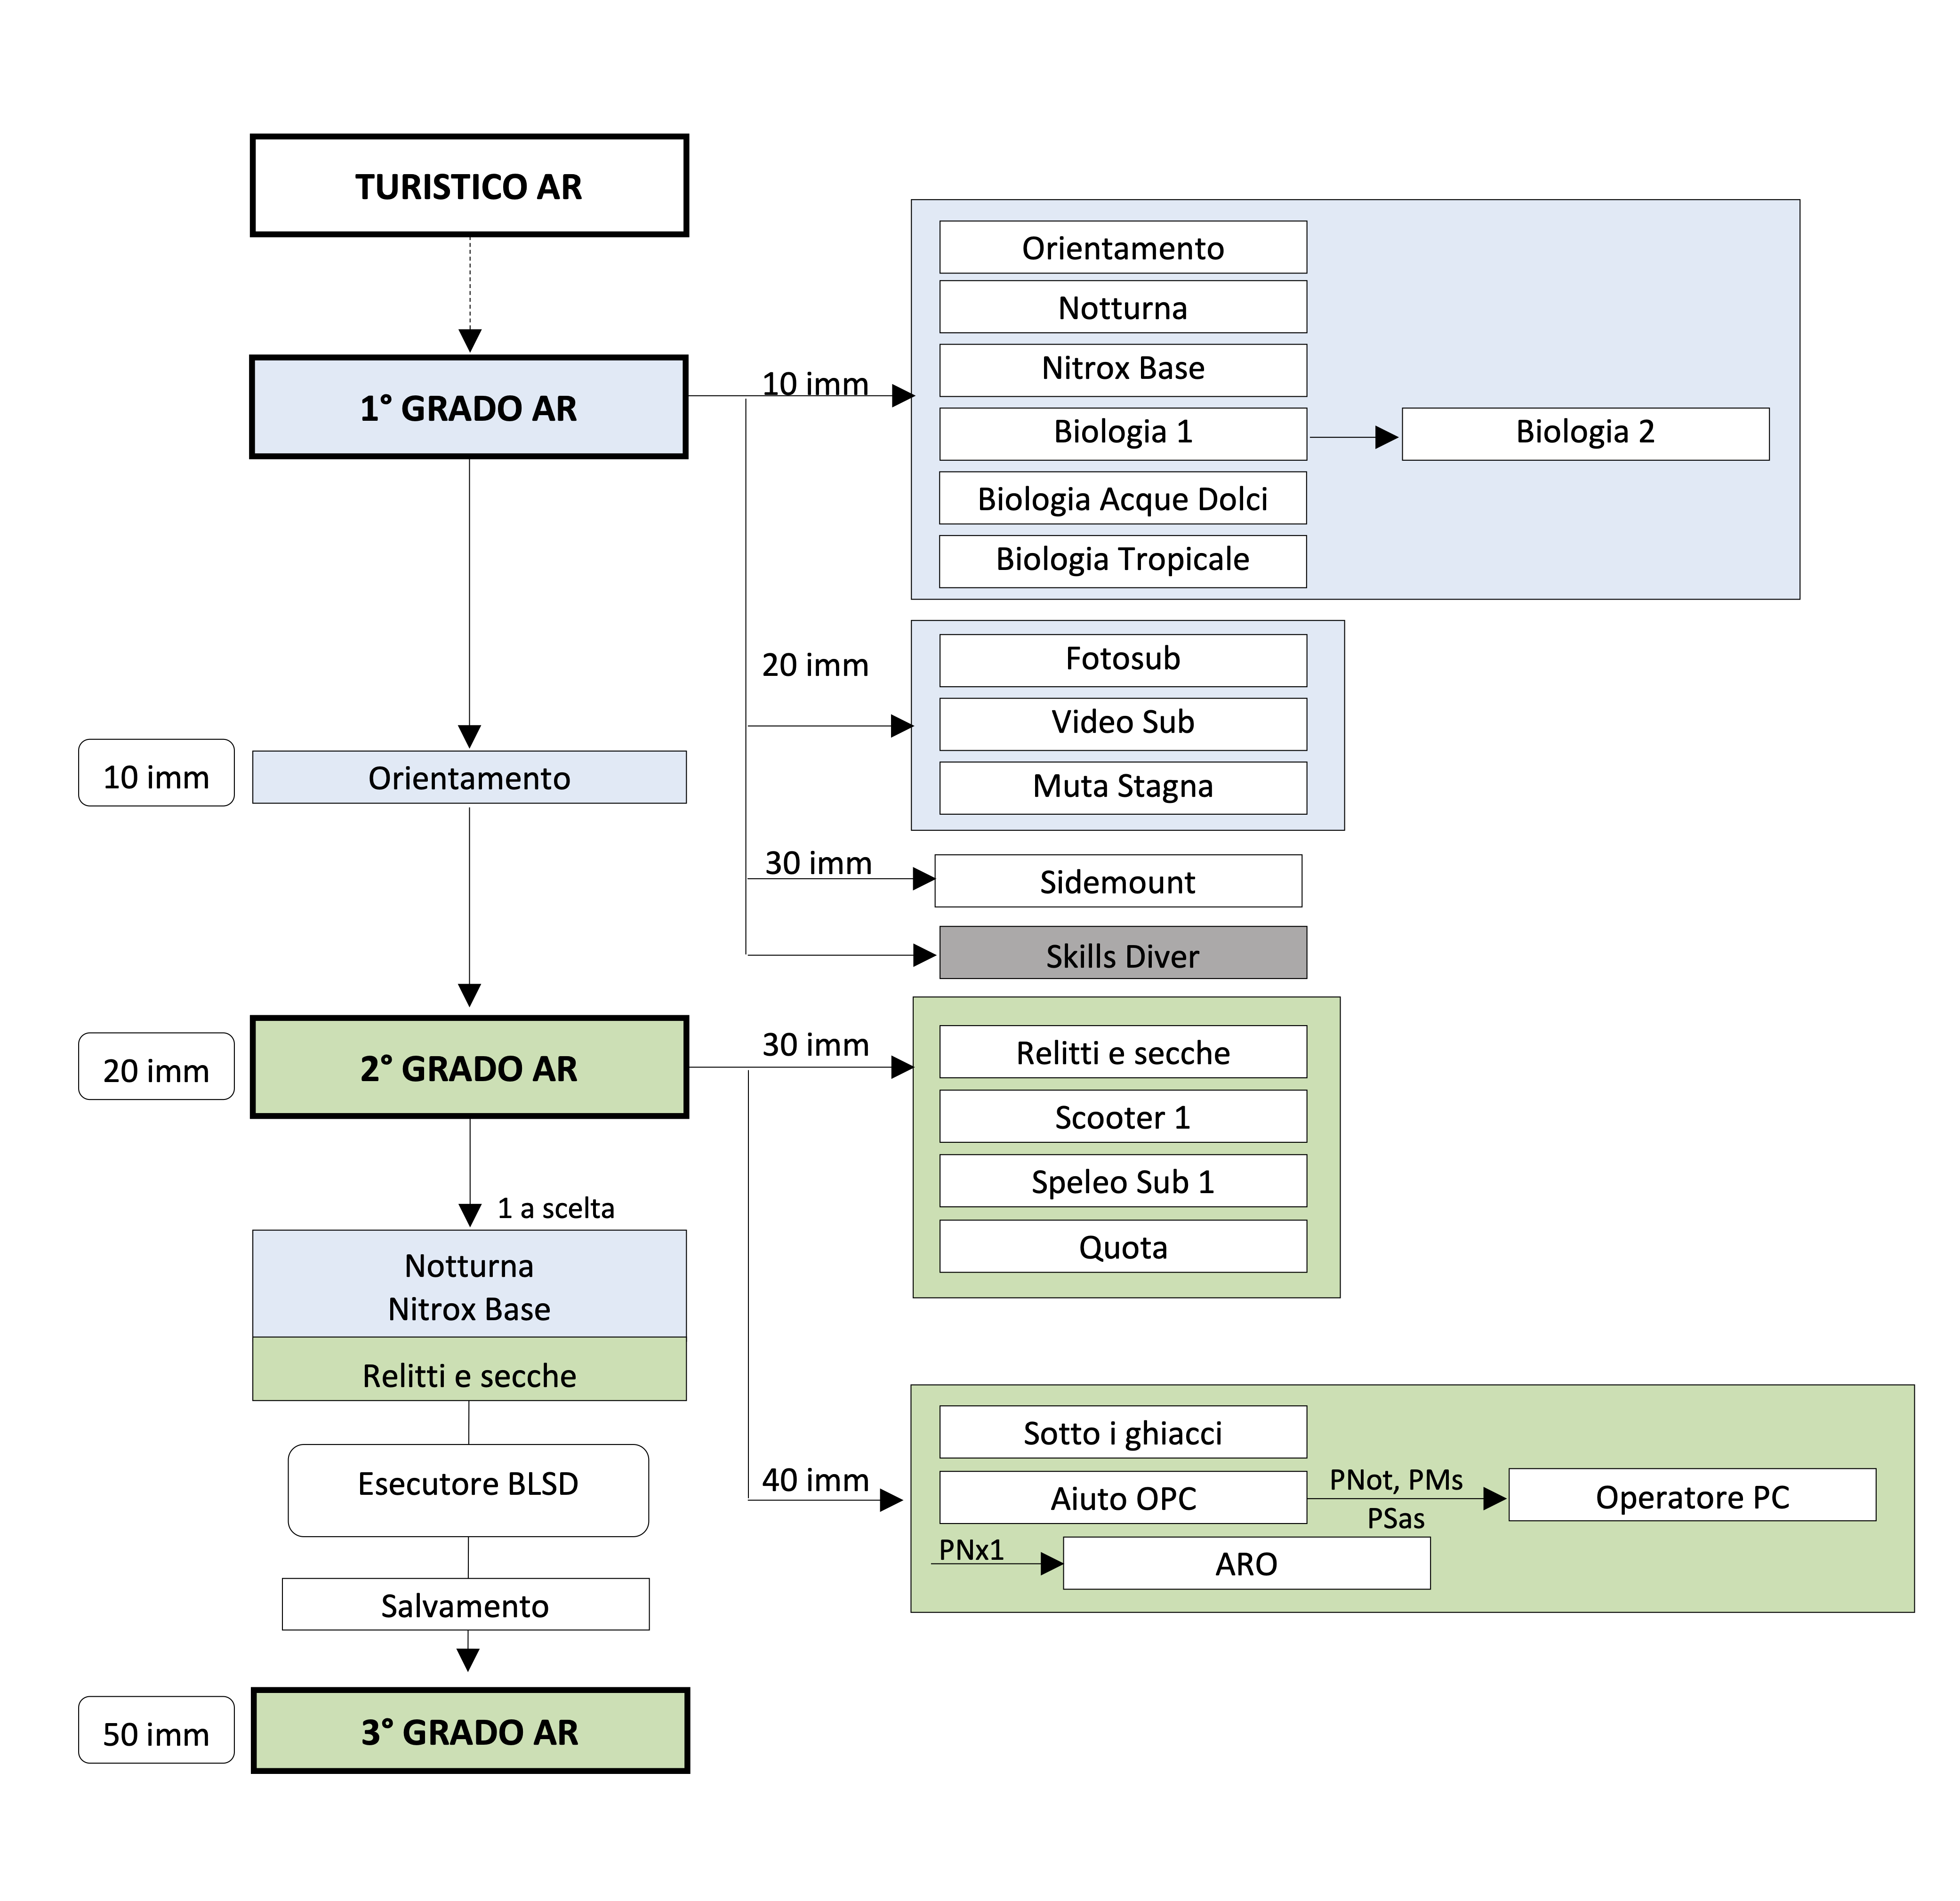 TURISTICO AR
1° GRADO AR
10 imm
Orientamento
Notturna
Nitrox Base
Biologia 1
Biologia 2
Biologia Acque Dolci
Biologia Tropicale
20 imm
Fotosub
Video Sub
Muta Stagna
10 imm
Orientamento
30 imm
Sidemount
Skills Diver
20 imm
2° GRADO AR
30 imm
Relitti e secche
Scooter 1
Speleo Sub 1
Quota
1 a scelta
Notturna
Nitrox Base
Relitti e secche
Esecutore BLSD
Salvamento
40 imm
Sotto i ghiacci
Aiuto OPC
PNot, PMs
PSas
Operatore PC
PNx1
ARO
50 imm
3° GRADO AR